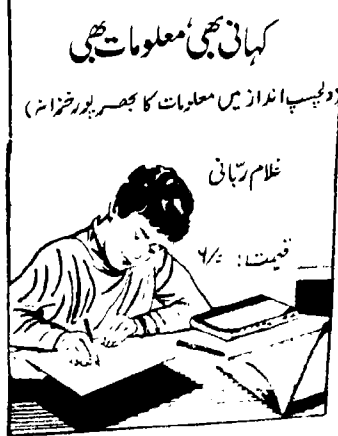 کہانی بھی، معلومات بھی
(دلچسپ انداز میں معلومات کا بھرپور خزانہ)
غلام ربّانی
قیمت: ۶/=